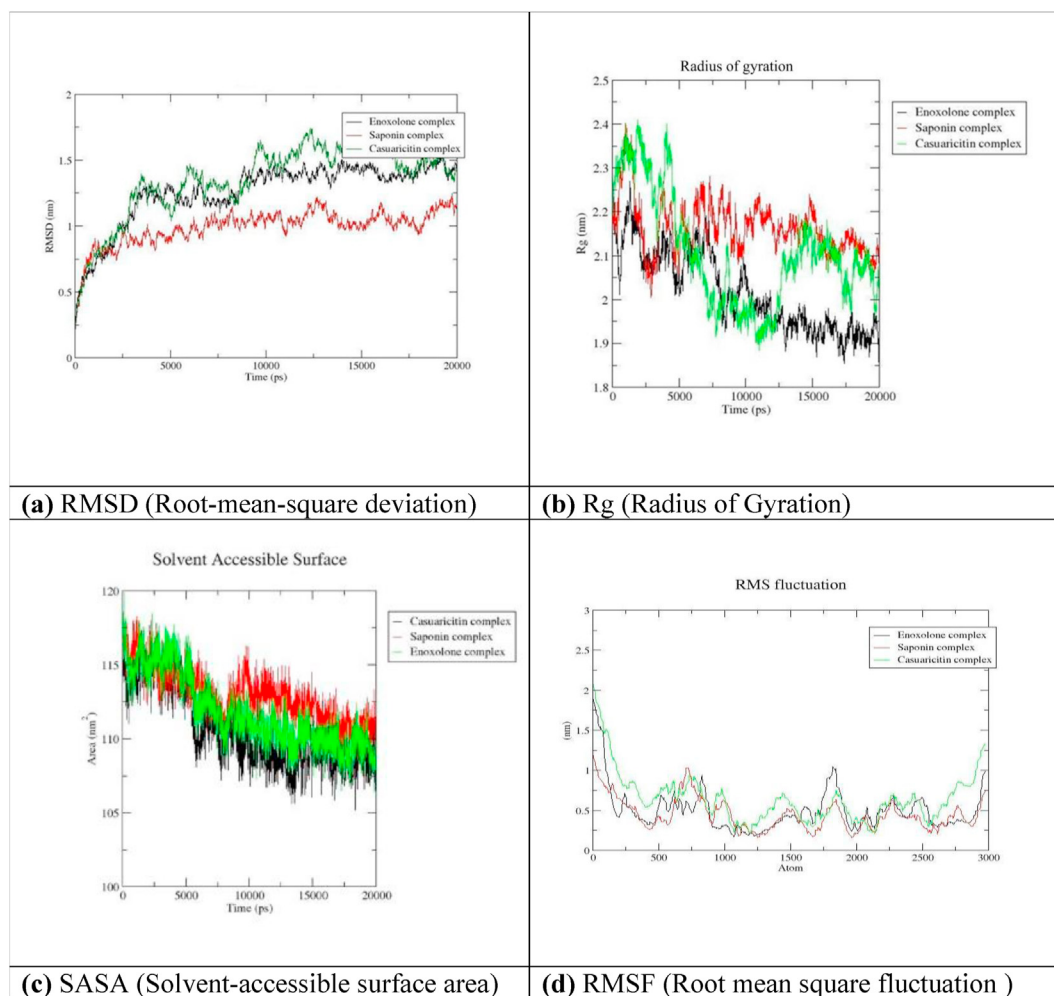 2
1.5
1
0.5
0
RMSD (nm)
0
5000
10000
15000
20000
Time (ps)
Enoxolone complex
Saponin complex
Casuaricitin complex
(a) RMSD (Root-mean-square deviation)
Radius of gyration
2.5
2.4
2.3
2.2
2.1
2
1.9
1.8
Rg (nm)
0
5000
10000
15000
20000
Time (ps)
Enoxolone complex
Saponin complex
Casuaricitin complex
(b) Rg (Radius of Gyration)
Solvent Accessible Surface
120
115
110
105
100
Area (nm²)
0
5000
10000
15000
20000
Time (ps)
Casuaricitin complex
Saponin complex
Enoxolone complex
(c) SASA (Solvent-accessible surface area)
RMS fluctuation
3
2.5
2
1.5
1
0.5
0
(nm)
0
500
1000
1500
2000
2500
3000
Atom
Enoxolone complex
Saponin complex
Casuaricitin complex
(d) RMSF (Root mean square fluctuation )